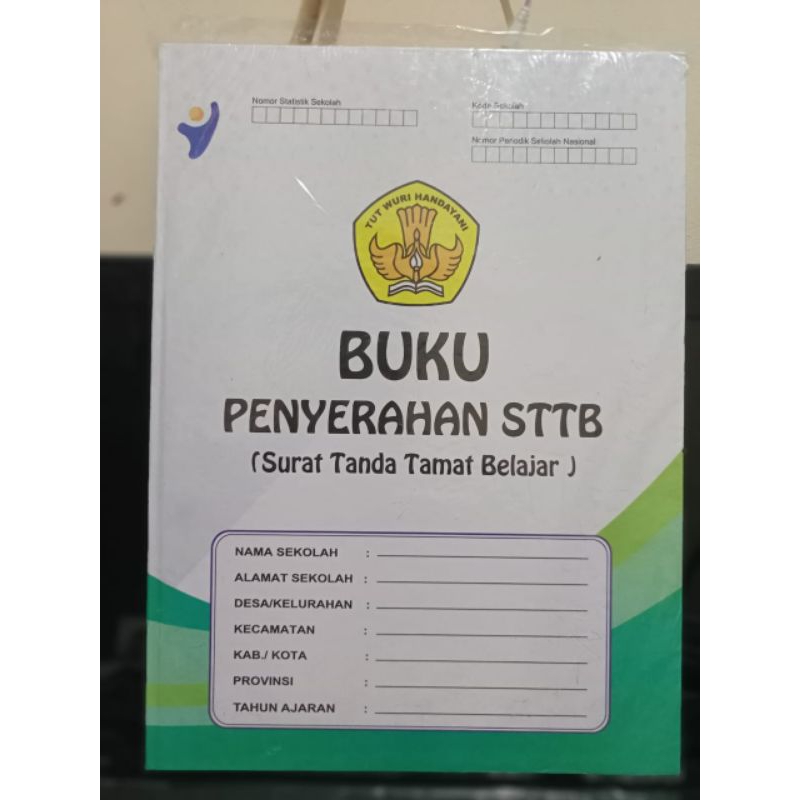 Nomor Statistik Sekolah
Kode Sekolah
Nomor Periodik Sekolah Nasional
TUT WURI HANDAYANI
BUKU
PENYERAHAN STTB
(Surat Tanda Tamat Belajar )
NAMA SEKOLAH :
ALAMAT SEKOLAH :
DESA/KELURAHAN :
KECAMATAN :
KAB./ KOTA :
PROVINSI :
TAHUN AJARAN :